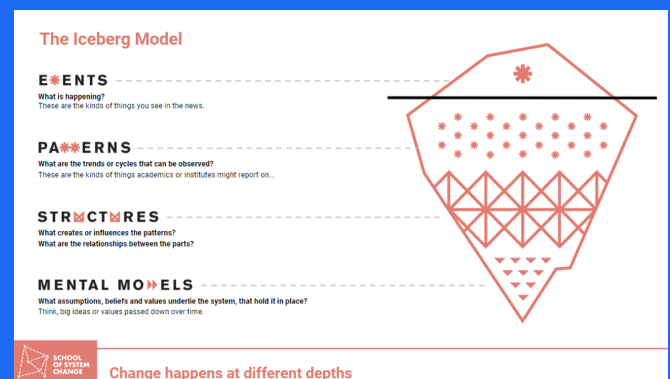 The Iceberg Model
E✱ENTS
What is happening?
These are the kinds of things you see in the news.
PA✱✱ERNS
What are the trends or cycles that can be observed?
These are the kinds of things academics or institutes might report on...
STRUCTURES
What creates or influences the patterns?
What are the relationships between the parts?
MENTAL MODELS
What assumptions, beliefs and values underlie the system, that hold it in place?
Think, big ideas or values passed down over time.
SCHOOL
OF SYSTEM
CHANGE
Change happens at different depths